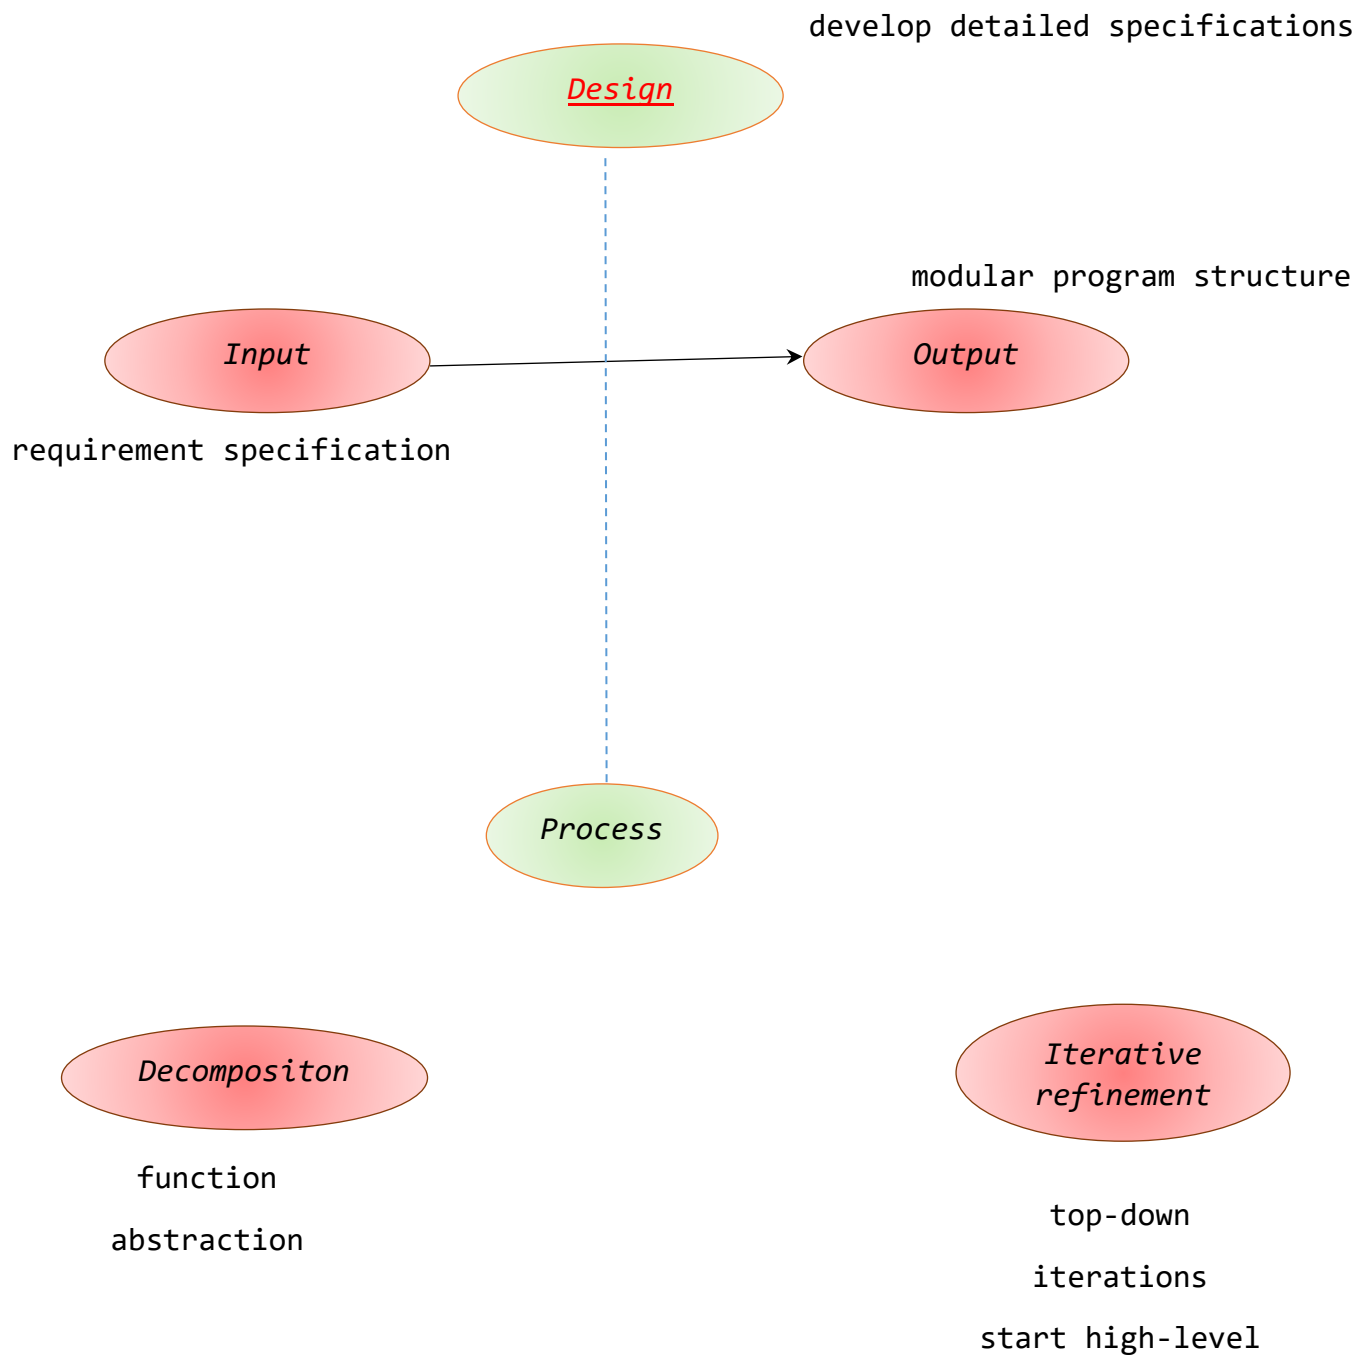 develop detailed specifications
Design
modular program structure
Input
Output
requirement specification
Process
Decompositon
Iterative
refinement
function
abstraction
top-down
iterations
start high-level